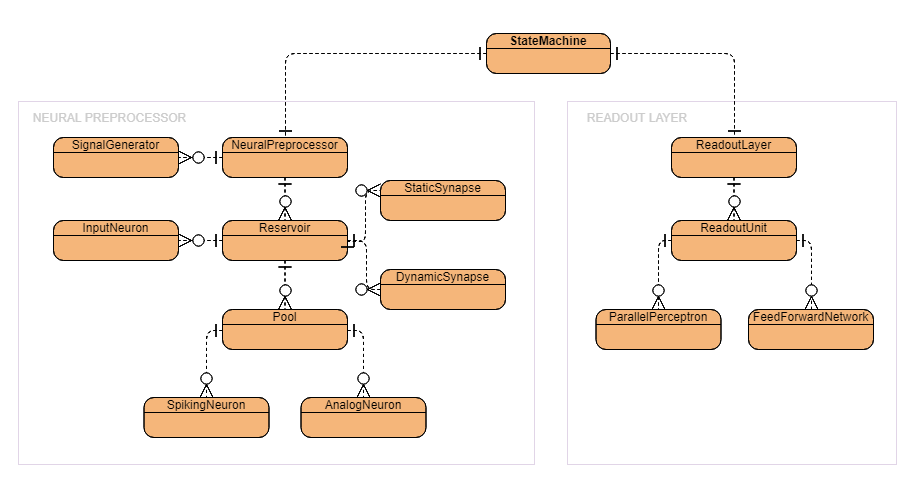 StateMachine
NEURAL PREPROCESSOR
READOUT LAYER
SignalGenerator
NeuralPreprocessor
ReadoutLayer
StaticSynapse
InputNeuron
Reservoir
ReadoutUnit
DynamicSynapse
Pool
ParallelPerceptron
FeedForwardNetwork
SpikingNeuron
AnalogNeuron